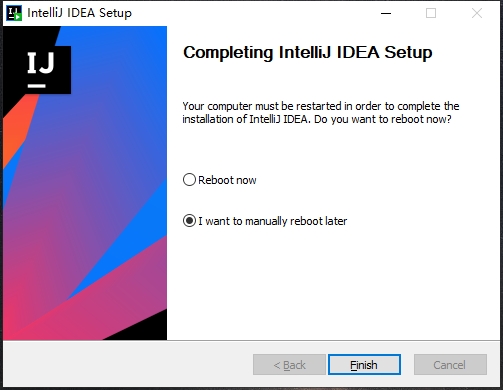 IntelliJ IDEA Setup
IJ
Completing IntelliJ IDEA Setup
Your computer must be restarted in order to complete the
installation of IntelliJ IDEA. Do you want to reboot now?
Reboot now
I want to manually reboot later
< Back
Finish
Cancel